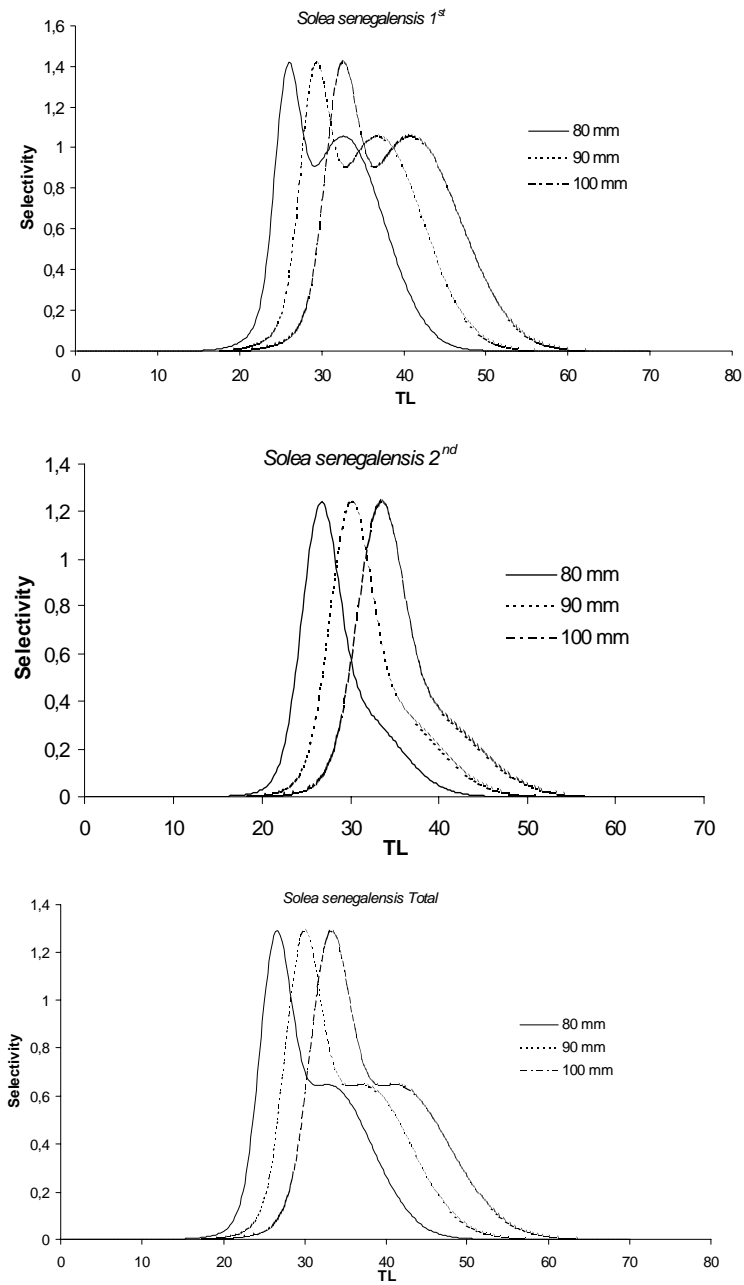 Solea senegalensis 1st
1,6
1,4
1,2
1
0,8
0,6
0,4
0,2
0
Selectivity
80 mm
90 mm
100 mm
0 10 20 30 40 50 60 70 80
TL
Solea senegalensis 2nd
1,4
1,2
1
0,8
0,6
0,4
0,2
0
Selectivity
80 mm
90 mm
100 mm
0 10 20 30 40 50 60 70
TL
Solea senegalensis Total
1,4
1,2
1
0,8
0,6
0,4
0,2
0
Selectivity
80 mm
90 mm
100 mm
0 10 20 30 40 50 60 70 80
TL